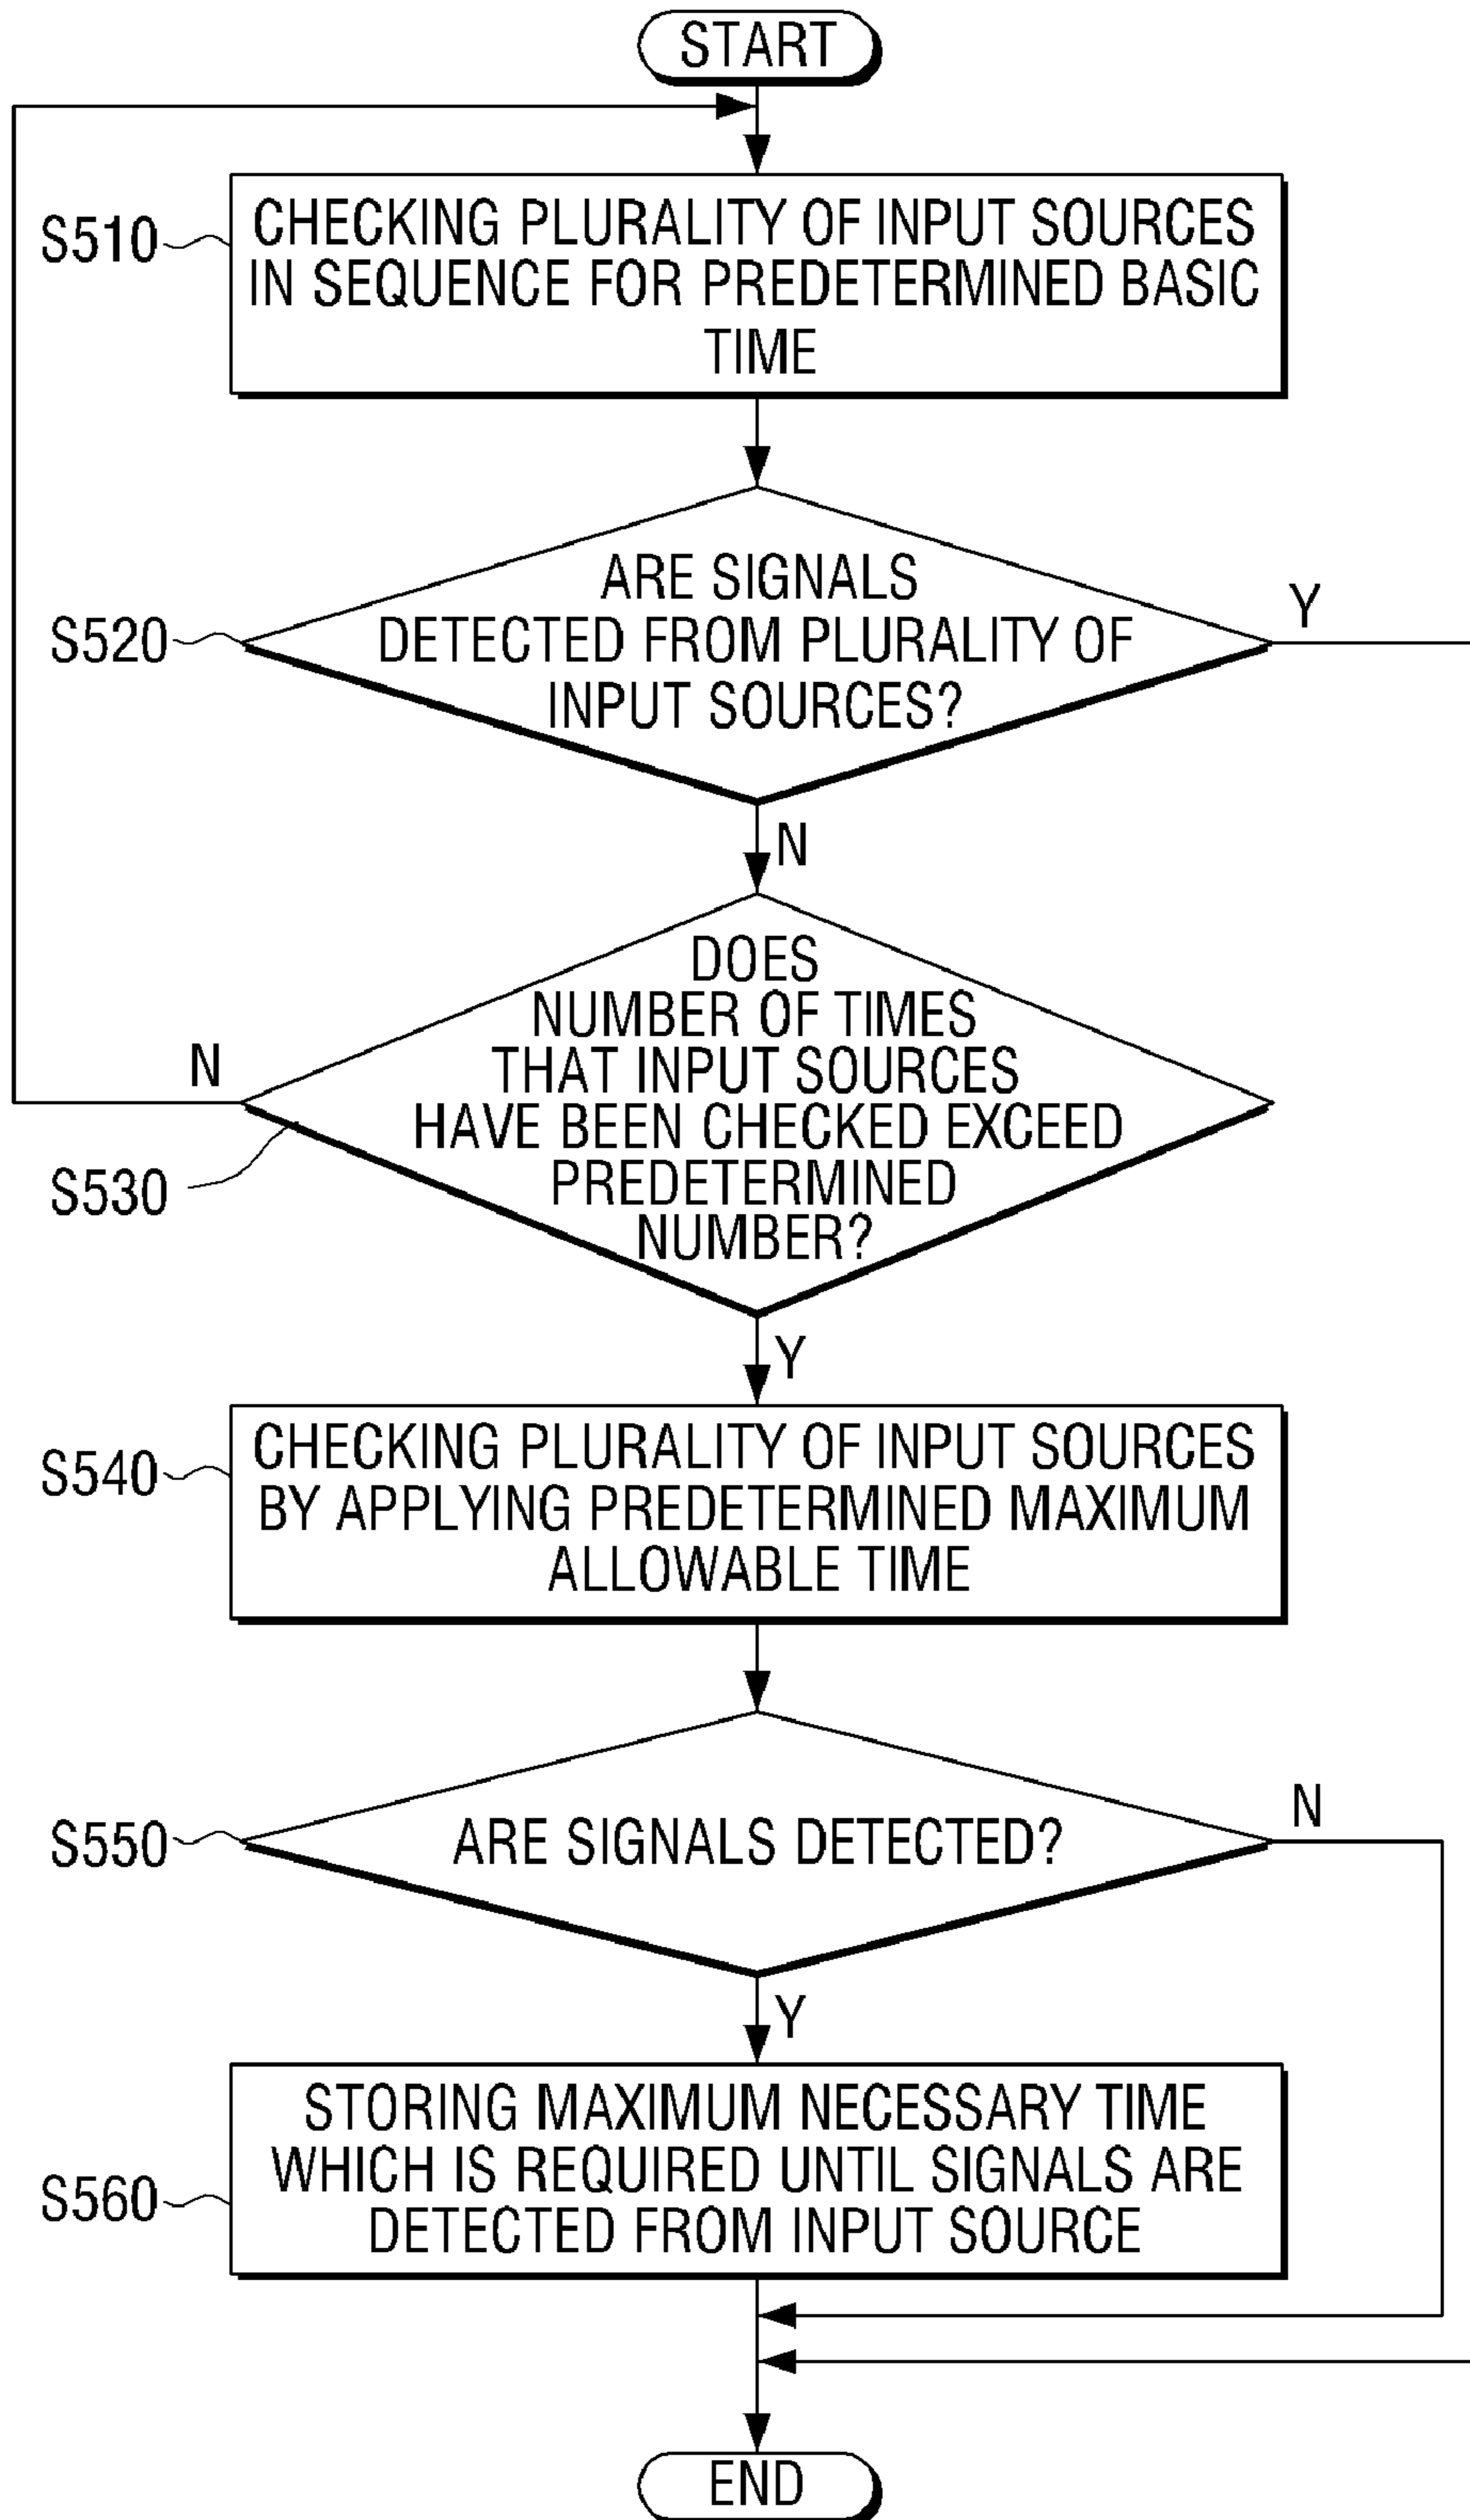 START
S510
CHECKING PLURALITY OF INPUT SOURCES
IN SEQUENCE FOR PREDETERMINED BASIC
TIME
S520
ARE SIGNALS
DETECTED FROM PLURALITY OF
INPUT SOURCES?
Y
N
S530
DOES
NUMBER OF TIMES
THAT INPUT SOURCES
HAVE BEEN CHECKED EXCEED
PREDETERMINED
NUMBER?
N
Y
S540
CHECKING PLURALITY OF INPUT SOURCES
BY APPLYING PREDETERMINED MAXIMUM
ALLOWABLE TIME
S550
ARE SIGNALS DETECTED?
N
Y
S560
STORING MAXIMUM NECESSARY TIME
WHICH IS REQUIRED UNTIL SIGNALS ARE
DETECTED FROM INPUT SOURCE
END